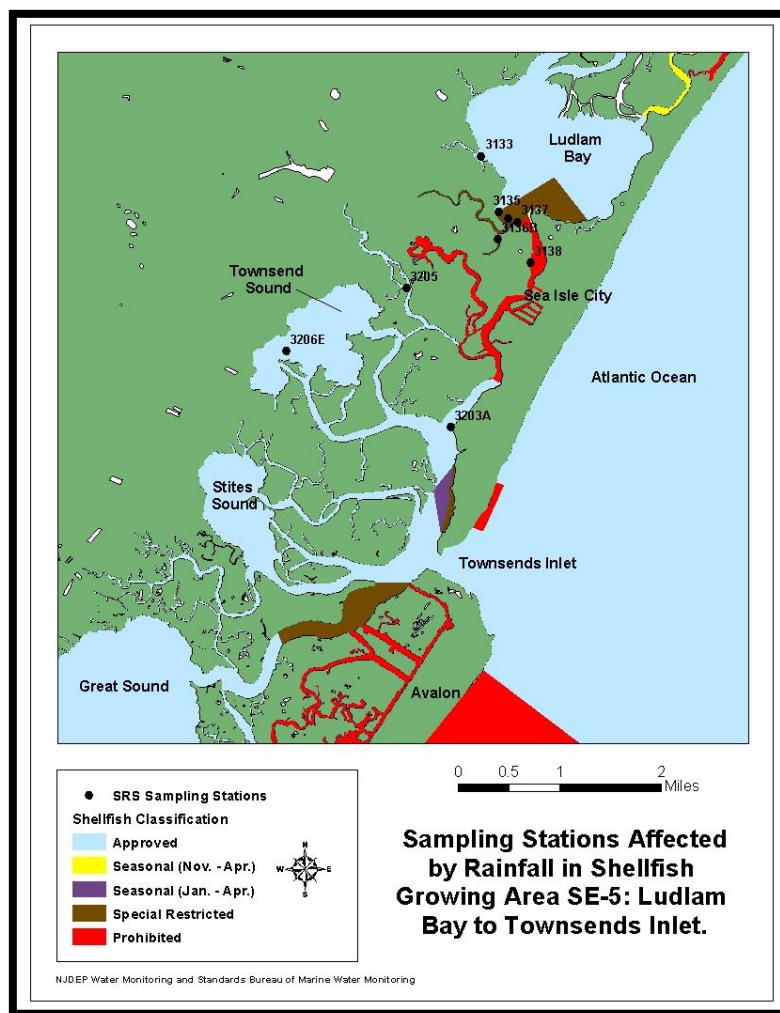 Ludlam
Bay
3133
3135
3137
3136B
3138
3205
Townsend
Sound
Sea Isle City
3206E
Atlantic Ocean
3203A
Stites
Sound
Townsends Inlet
Great Sound
Avalon
SRS Sampling Stations
Shellfish Classification
Approved
Seasonal (Nov. - Apr.)
Seasonal (Jan. - Apr.)
Special Restricted
Prohibited
N
W E
S
0 0.5 1 2
Miles
Sampling Stations Affected
by Rainfall in Shellfish
Growing Area SE-5: Ludlam
Bay to Townsends Inlet.
NJDEP Water Monitoring and Standards Bureau of Marine Water Monitoring